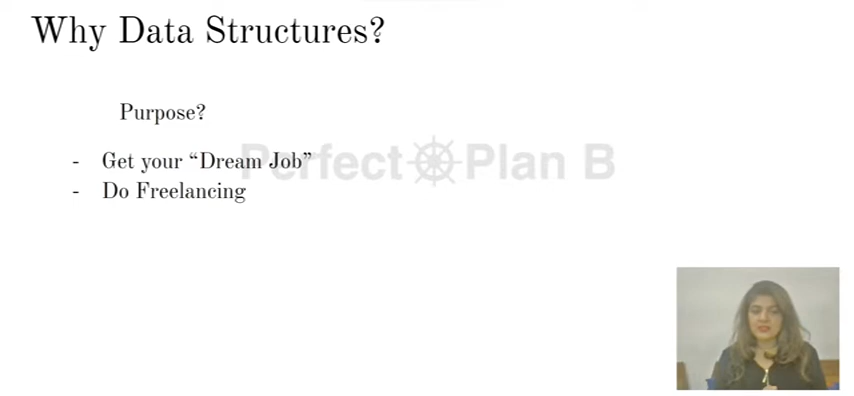 Why Data Structures?
Purpose?
- Get your “Dream Job”
- Do Freelancing
Perfect Plan B